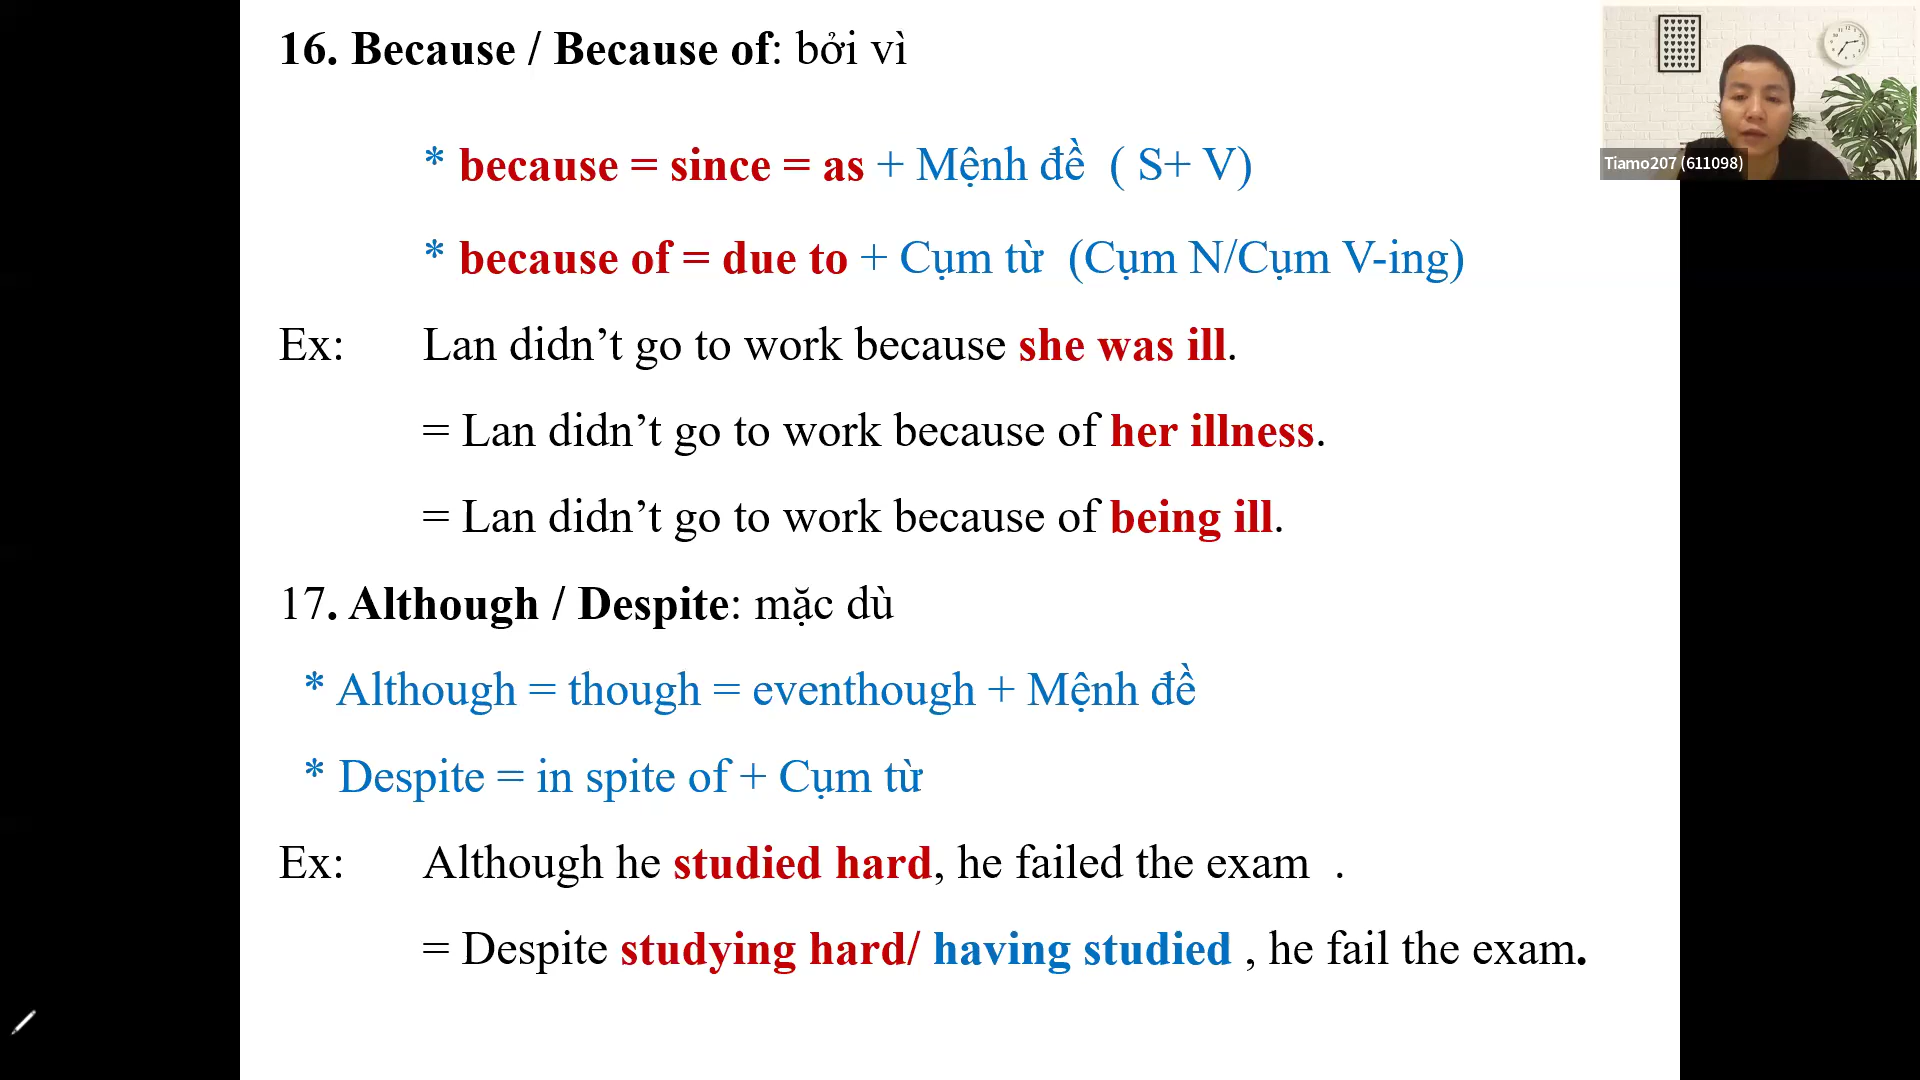 16. Because / Because of: bởi vì
Tiamo207 (611098)
* because = since = as + Mệnh đề ( S+ V)
* because of = due to + Cụm từ (Cụm N/Cụm V-ing)
Ex: Lan didn’t go to work because she was ill.
= Lan didn’t go to work because of her illness.
= Lan didn’t go to work because of being ill.
17. Although / Despite: mặc dù
* Although = though = eventhough + Mệnh đề
* Despite = in spite of + Cụm từ
Ex: Although he studied hard, he failed the exam .
= Despite studying hard/ having studied , he fail the exam.